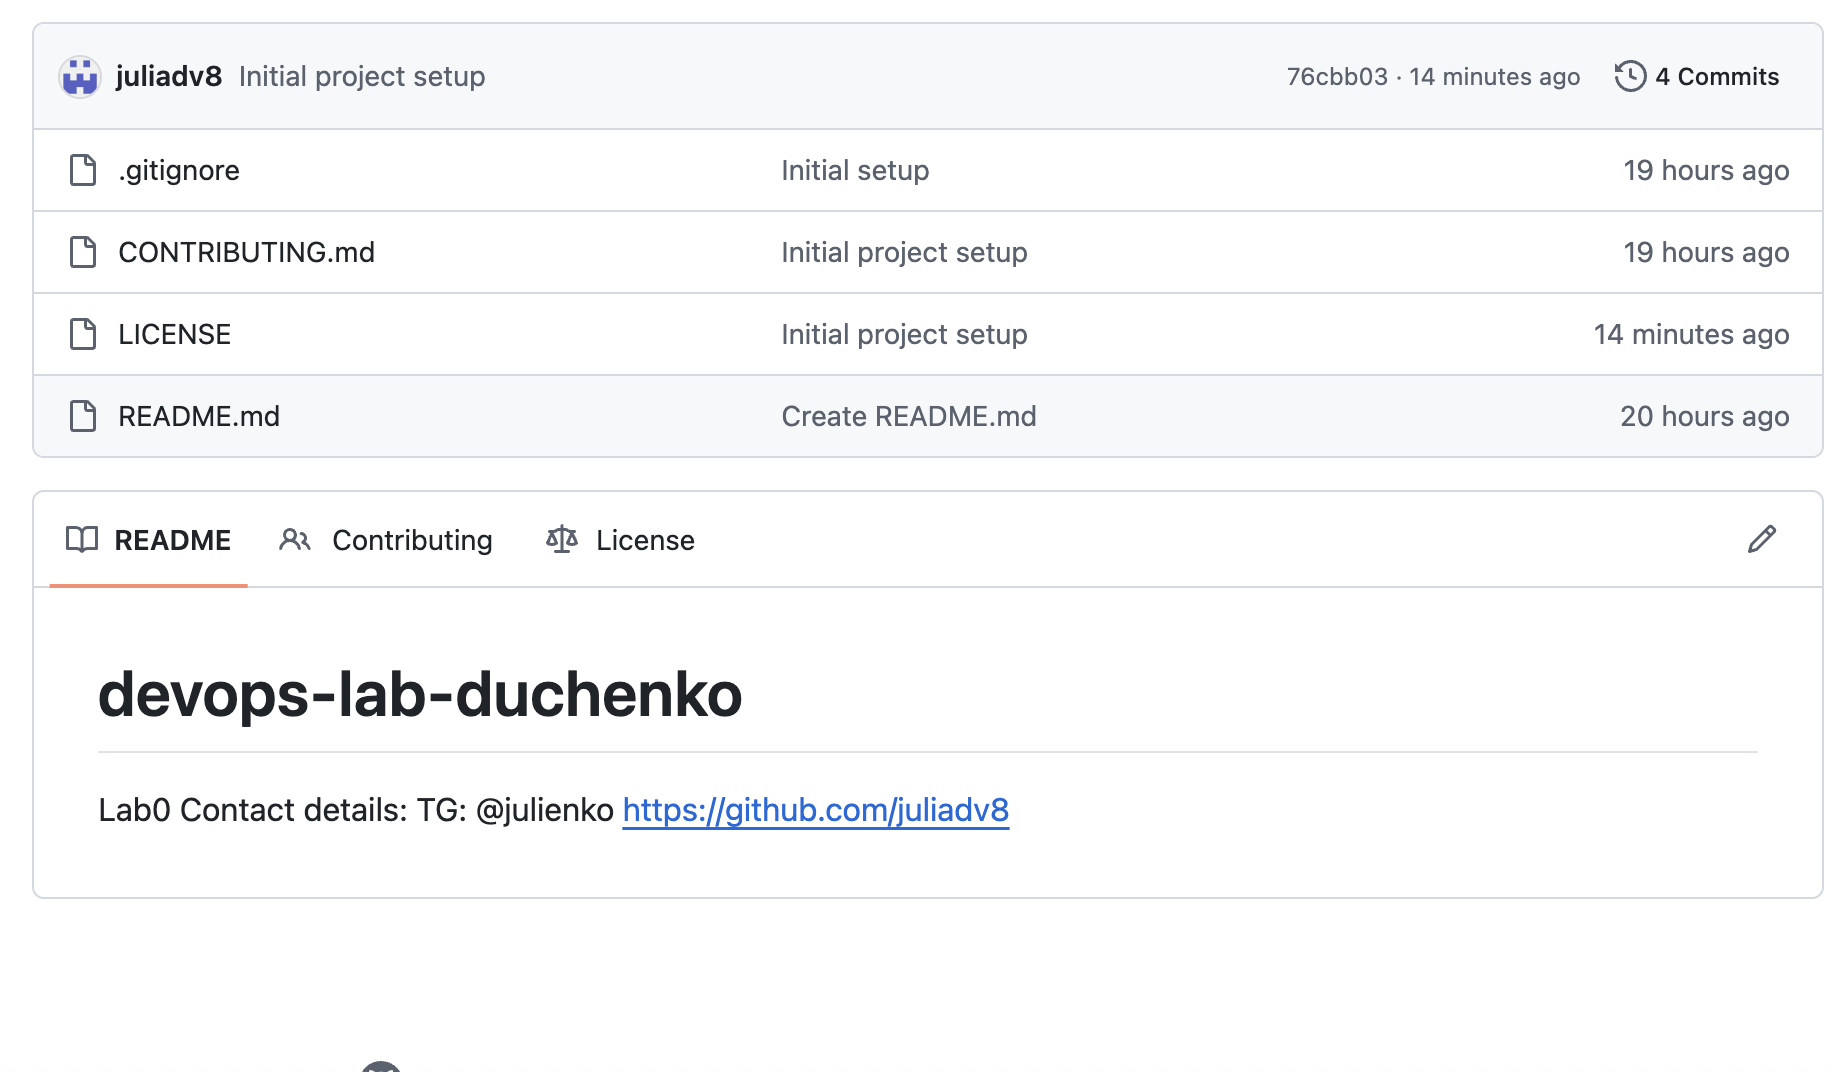 juliadv8 Initial project setup 76cbb03 · 14 minutes ago 4 Commits
.gitignore Initial setup 19 hours ago
CONTRIBUTING.md Initial project setup 19 hours ago
LICENSE Initial project setup 14 minutes ago
README.md Create README.md 20 hours ago
README Contributing License
devops-lab-duchenko
Lab0 Contact details: TG: @julienko https://github.com/juliadv8